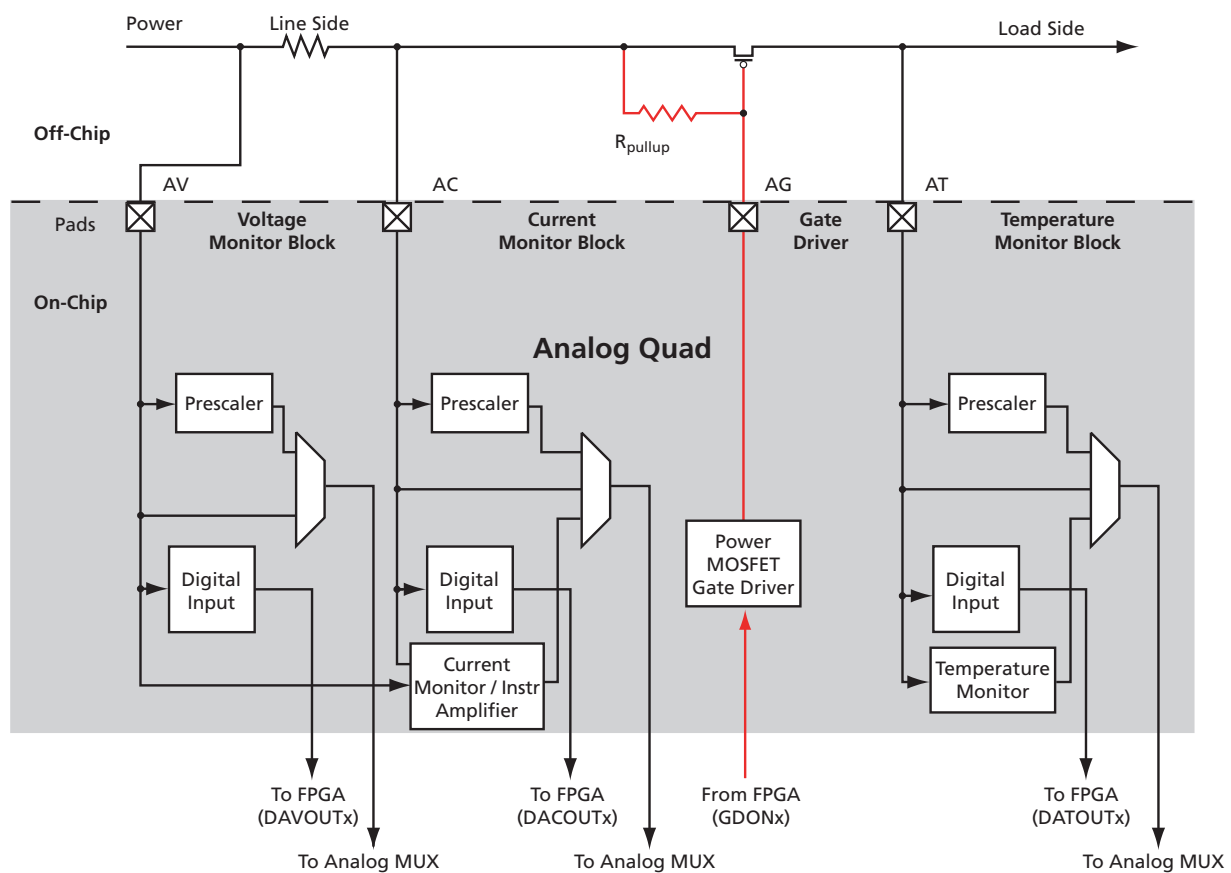 Power
Line Side
Load Side
Off-Chip
Rpullup
AV
AC
AG
AT
Pads
Voltage
Monitor Block
Current
Monitor Block
Gate
Driver
Temperature
Monitor Block
On-Chip
Analog Quad
Prescaler
Prescaler
Prescaler
Power
MOSFET
Gate Driver
Digital
Input
Digital
Input
Digital
Input
Current
Monitor / Instr
Amplifier
Temperature
Monitor
To FPGA
(DAVOUTx)
To FPGA
(DACOUTx)
From FPGA
(GDONx)
To FPGA
(DATOUTx)
To Analog MUX
To Analog MUX
To Analog MUX